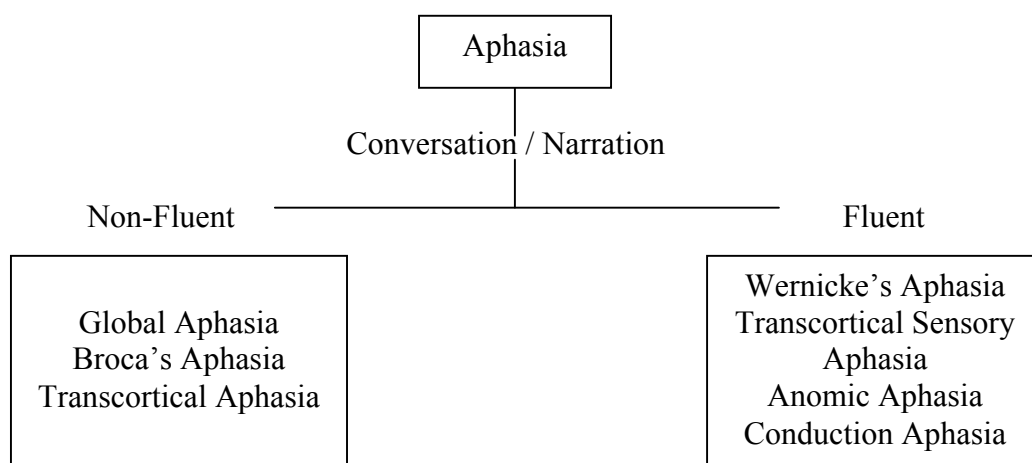 Aphasia
Conversation / Narration
Non-Fluent
Fluent
Global Aphasia
Broca’s Aphasia
Transcortical Aphasia
Wernicke’s Aphasia
Transcortical Sensory
Aphasia
Anomic Aphasia
Conduction Aphasia